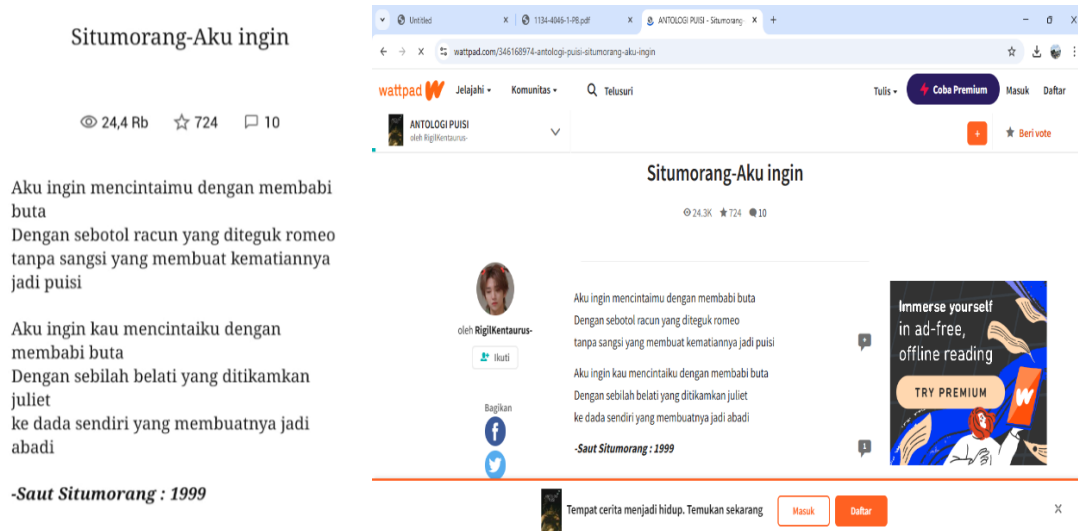 Situmorang-Aku ingin
24,4 Rb 724 10
Aku ingin mencintaimu dengan membabi
buta
Dengan sebotol racun yang diteguk romeo
tanpa sangsi yang membuat kematiannya
jadi puisi
Aku ingin kau mencintaiku dengan
membabi buta
Dengan sebilah belati yang ditikamkan
juliet
ke dada sendiri yang membuatnya jadi
abadi
-Saut Situmorang : 1999
Untitled
1134-4046-1-PB.pdf
ANTOLOGI PUISI - Situmorang-
wattpad.com/346168974-antologi-puisi-situmorang-aku-ingin
wattpad Jelajahi Komunitas Telusuri Tulis Coba Premium Masuk Daftar
ANTOLOGI PUISI
oleh RigilKentaurus-
+ Beri vote
Situmorang-Aku ingin
24.3K 724 10
oleh RigilKentaurus-
Ikuti
Bagikan
Aku ingin mencintaimu dengan membabi buta
Dengan sebotol racun yang diteguk romeo
tanpa sangsi yang membuat kematiannya jadi puisi
+
Aku ingin kau mencintaiku dengan membabi buta
Dengan sebilah belati yang ditikamkan juliet
ke dada sendiri yang membuatnya jadi abadi
-Saut Situmorang : 1999
1
Immerse yourself
in ad-free,
offline reading
TRY PREMIUM
Tempat cerita menjadi hidup. Temukan sekarang Masuk Daftar X